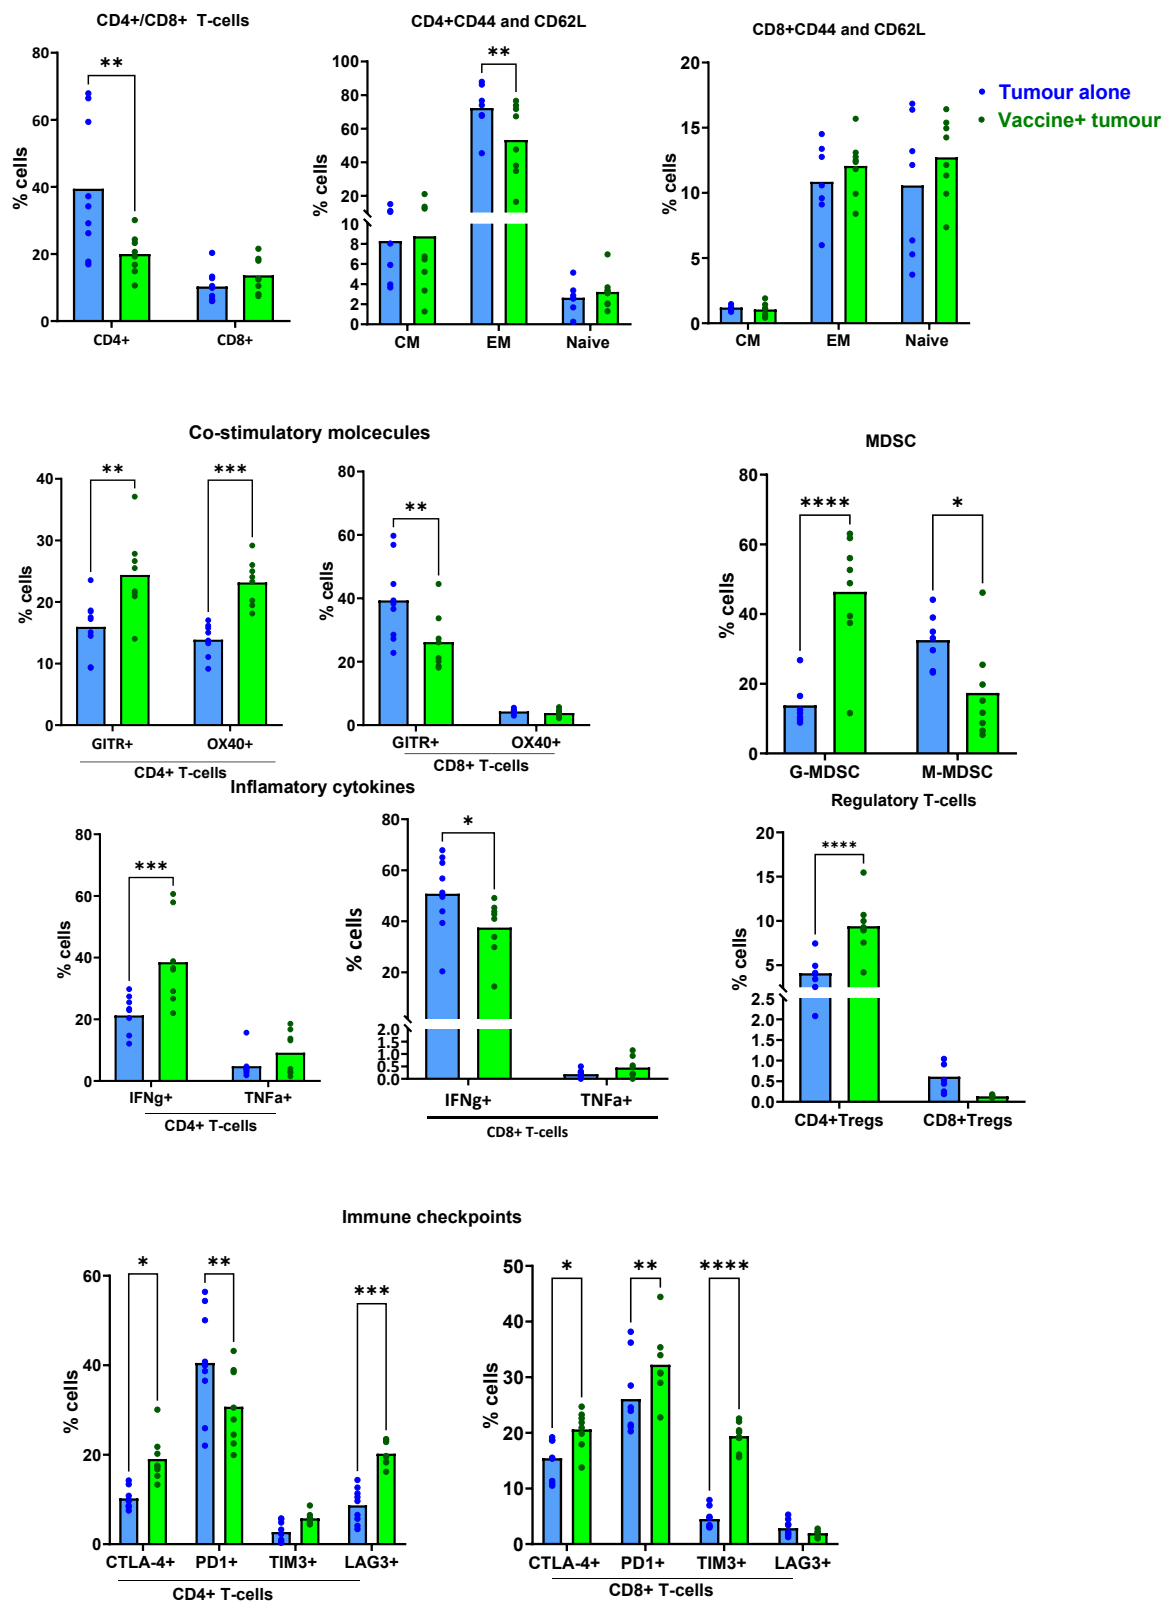 CD4+/CD8+ T-cells
CD4+CD44 and CD62L
CD8+CD44 and CD62L
Tumour alone
Vaccine+ tumour
% cells
80
60
40
20
0
**
CD4+
CD8+
% cells
100
80
60
40
20
10
8
6
4
2
0
**
CM
EM
Naive
% cells
20
15
10
5
0
CM
EM
Naive
Co-stimulatory molcecules
MDSC
% cells
40
30
20
10
0
**
***
GITR+
OX40+
CD4+ T-cells
% cells
80
60
40
20
0
**
GITR+
OX40+
CD8+ T-cells
% cells
80
60
40
20
0
****
*
G-MDSC
M-MDSC
Inflamatory cytokines
Regulatory T-cells
% cells
80
60
40
20
0
***
IFNg+
TNFa+
CD4+ T-cells
% cells
80
60
40
20
2.0
1.5
1.0
0.5
0.0
*
IFNg+
TNFa+
CD8+ T-cells
% cells
20
15
10
5
2.5
2.0
1.5
1.0
0.5
0.0
****
CD4+Tregs
CD8+Tregs
Immune checkpoints
% cells
60
40
20
0
*
**
***
CTLA-4+
PD1+
TIM3+
LAG3+
CD4+ T-cells
% cells
50
40
30
20
10
0
*
**
****
CTLA-4+
PD1+
TIM3+
LAG3+
CD8+ T-cells